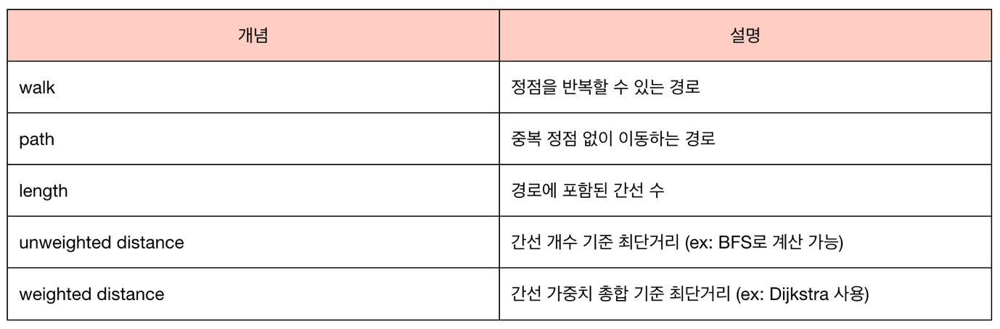 개념 설명
walk 정점을 반복할 수 있는 경로
path 중복 정점 없이 이동하는 경로
length 경로에 포함된 간선 수
unweighted distance 간선 개수 기준 최단거리 (ex: BFS로 계산 가능)
weighted distance 간선 가중치 총합 기준 최단거리 (ex: Dijkstra 사용)